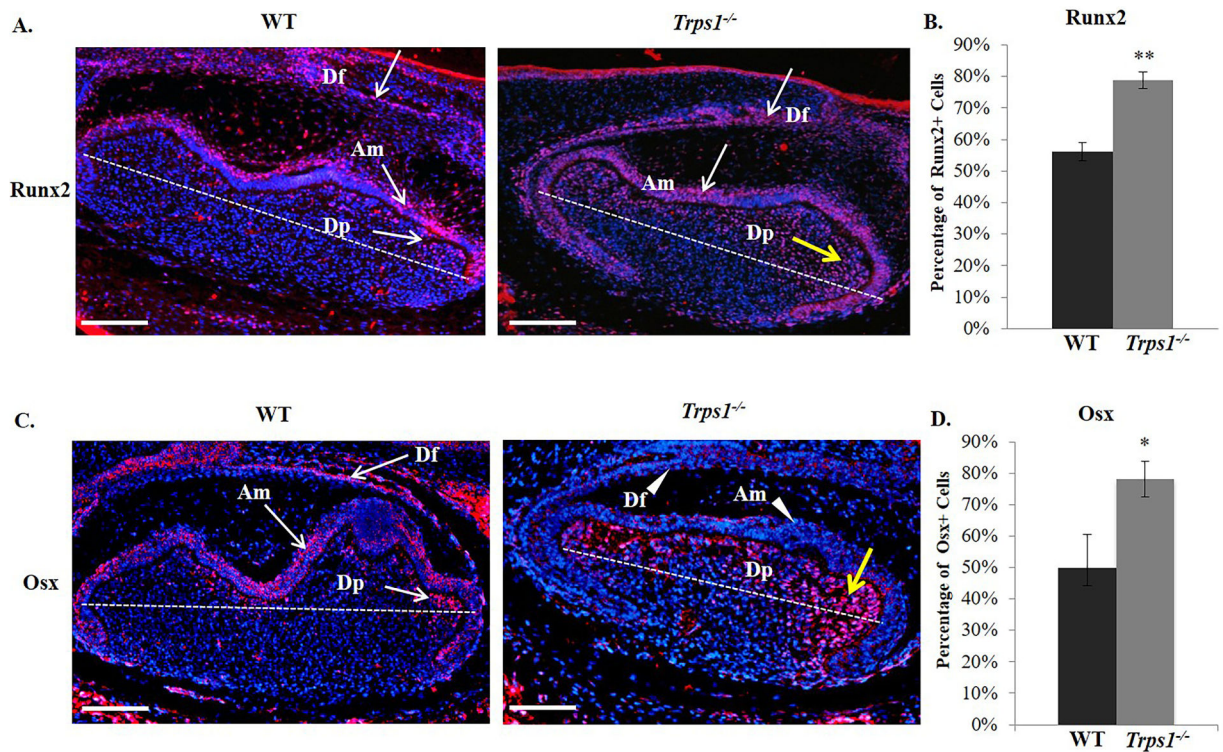 A.
WT
Trps1-/-
Runx2
Df
Am
Dp
Df
Am
Dp
B.
Runx2
Percentage of Runx2+ Cells
90%
80%
70%
60%
50%
40%
30%
20%
10%
0%
**
WT
Trps1-/-
C.
WT
Trps1-/-
Osx
Df
Am
Dp
Df
Am
Dp
D.
Osx
Percentage of Osx+ Cells
90%
80%
70%
60%
50%
40%
30%
20%
10%
0%
*
WT
Trps1-/-